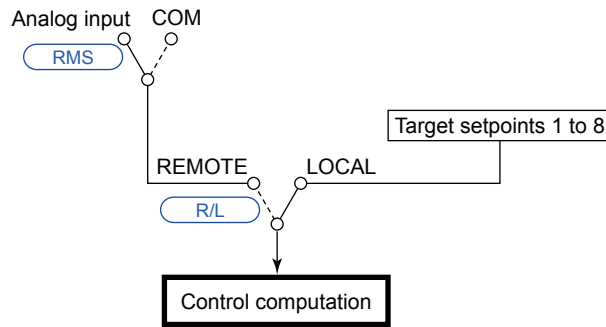 Analog input COM
RMS
Target setpoints 1 to 8
REMOTE LOCAL
R/L
Control computation